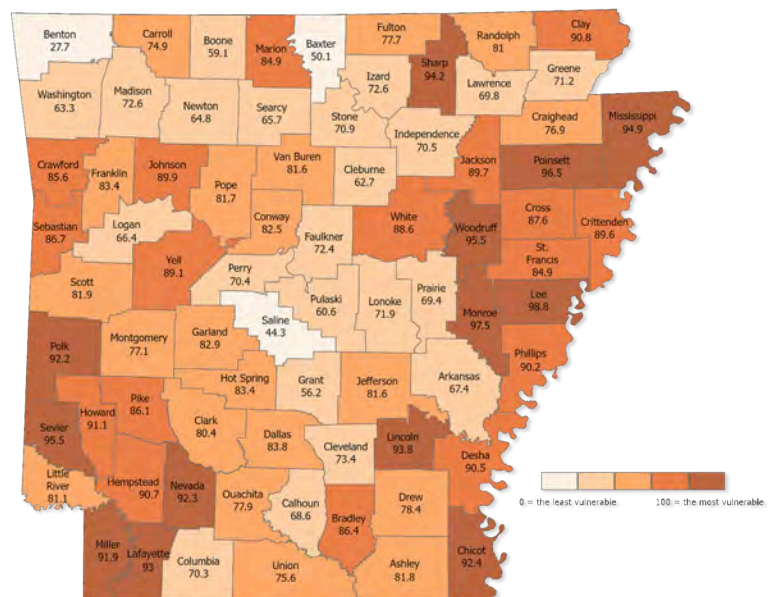 Benton
27.7
Carroll
74.9
Boone
59.1
Marion
84.9
Baxter
50.1
Fulton
77.7
Sharp
94.2
Randolph
81
Clay
90.8
Greene
71.2
Lawrence
69.8
Izard
72.6
Washington
63.3
Madison
72.6
Newton
64.8
Searcy
65.7
Stone
70.9
Independence
70.5
Craighead
76.9
Mississippi
94.9
Crawford
85.6
Franklin
83.4
Johnson
89.9
Pope
81.7
Van Buren
81.6
Cleburne
62.7
Jackson
89.7
Poinsett
96.5
Sebastian
86.7
Logan
66.4
Conway
82.5
Faulkner
72.4
White
88.6
Woodruff
95.5
Cross
87.6
Crittenden
89.6
St.
Francis
84.9
Yell
89.1
Perry
70.4
Scott
81.9
Saline
44.3
Pulaski
60.6
Lonoke
71.9
Prairie
69.4
Monroe
97.5
Lee
98.8
Polk
92.2
Montgomery
77.1
Garland
82.9
Phillips
90.2
Hot Spring
83.4
Grant
56.2
Jefferson
81.6
Arkansas
67.4
Sevier
95.5
Howard
91.1
Pike
86.1
Clark
80.4
Dallas
83.8
Cleveland
73.4
Lincoln
93.8
Desha
90.5
Little
River
81.1
Hempstead
90.7
Nevada
92.3
Ouachita
77.9
Calhoun
68.6
Bradley
86.4
Drew
78.4
Miller
91.9
Lafayette
93
Columbia
70.3
Union
75.6
Ashley
81.8
Chicot
92.4
0 = the least vulnerable
100 = the most vulnerable